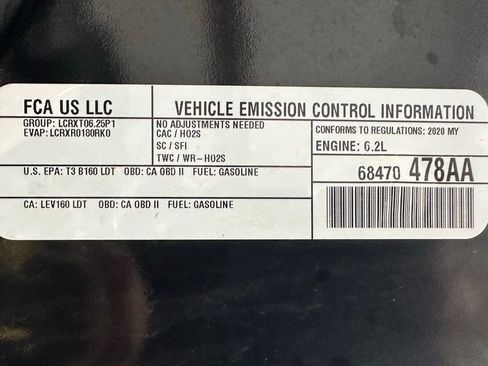 FCA US LLC
VEHICLE EMISSION CONTROL INFORMATION
GROUP: LCRXT06.25P1
EVAP: LCRXR0180RK0
NO ADJUSTMENTS NEEDED
CAC / HO2S
SC / SFI
TWC / WR-HO2S
CONFORMS TO REGULATIONS: 2020 MY
ENGINE: 6.2L
U.S. EPA: T3 B160 LDT OBD: CA OBD II FUEL: GASOLINE
68470 478AA
CA: LEV160 LDT OBD: CA OBD II FUEL: GASOLINE